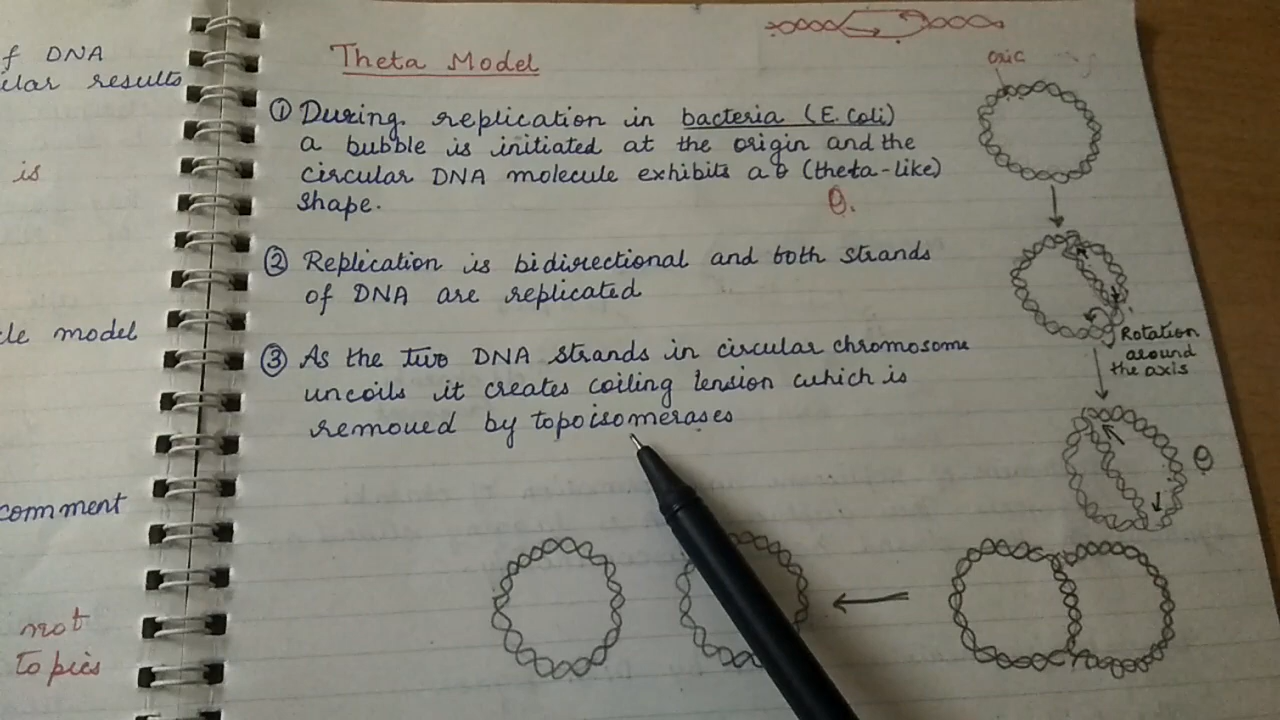 f DNA
ular results
is
cle model
comment
not
topics
Theta Model
① During replication in bacteria (E. Coli)
a bubble is initiated at the origin and the
circular DNA molecule exhibits a θ (theta-like)
shape.
θ.
② Replication is bidirectional and both strands
of DNA are replicated
③ As the two DNA strands in circular chromosome
uncoils it creates coiling tension which is
removed by topoisomerases
oric
Rotation
around
the axis
θ